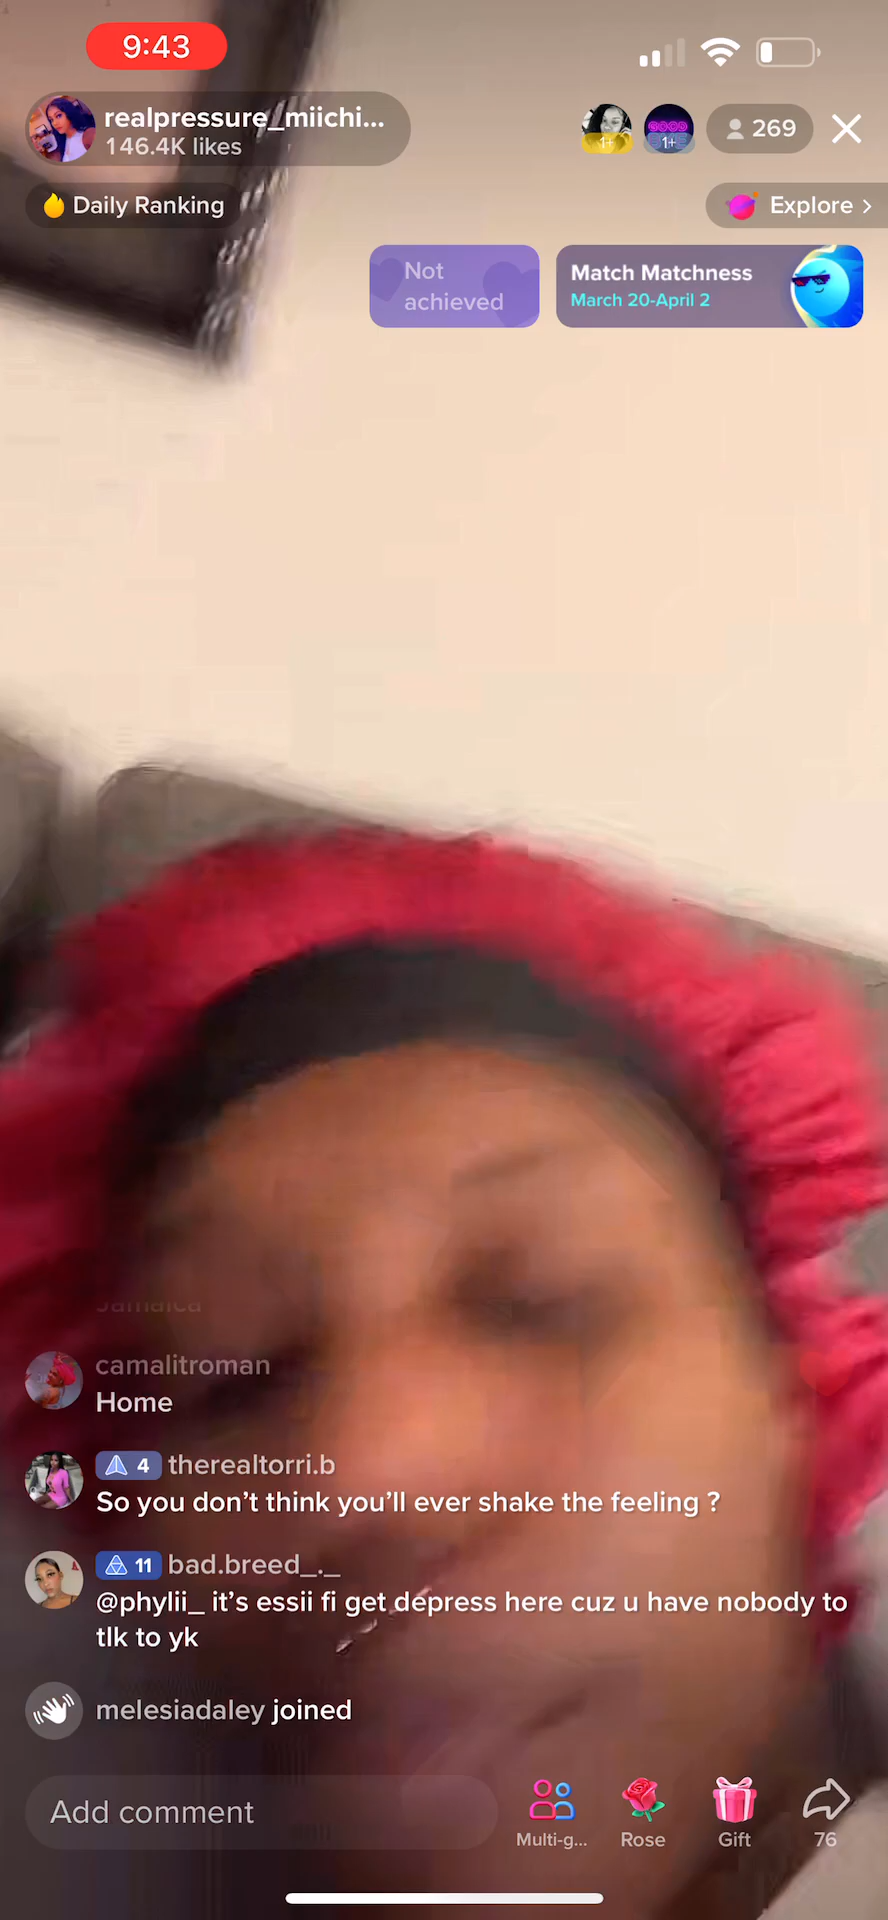 9:43
realpressure_miichi...
146.4K likes
1+
1+
269
Daily Ranking
Explore >
Not
achieved
Match Matchness
March 20-April 2
Jamaica
camalitroman
Home
4 therealtorri.b
So you don't think you'll ever shake the feeling ?
11 bad.breed_._
@phylii_ it's essii fi get depress here cuz u have nobody to
tlk to yk
melesiadaley joined
Add comment
Multi-g...
Rose
Gift
76